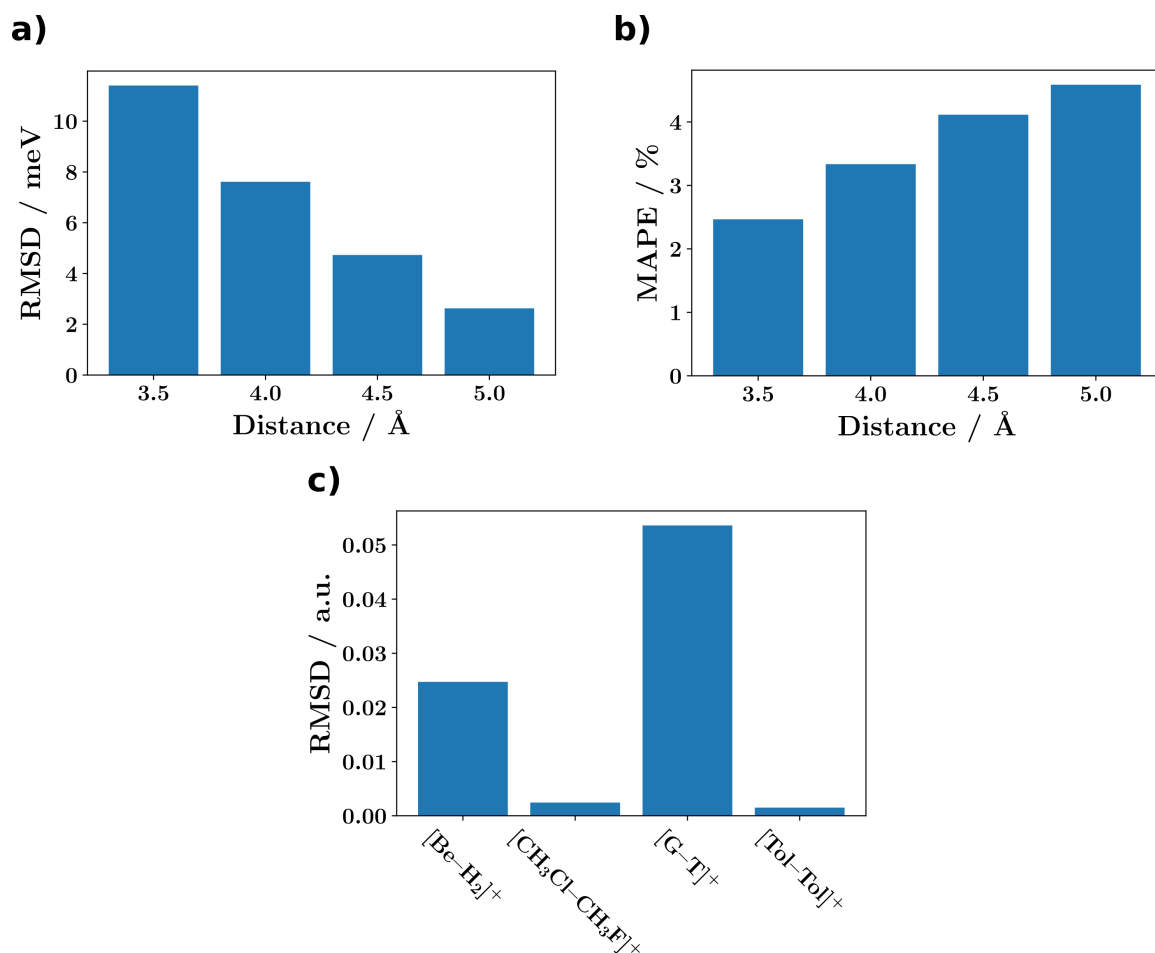 a)
RMSD / meV
10
8
6
4
2
0
3.5 4.0 4.5 5.0
Distance / Å
b)
MAPE / %
4
3
2
1
0
3.5 4.0 4.5 5.0
Distance / Å
c)
RMSD / a.u.
0.05
0.04
0.03
0.02
0.01
0.00
[Be–H₂]⁺
[CH₃Cl–CH₃F]⁺
[G–T]⁺
[Tol–Tol]⁺